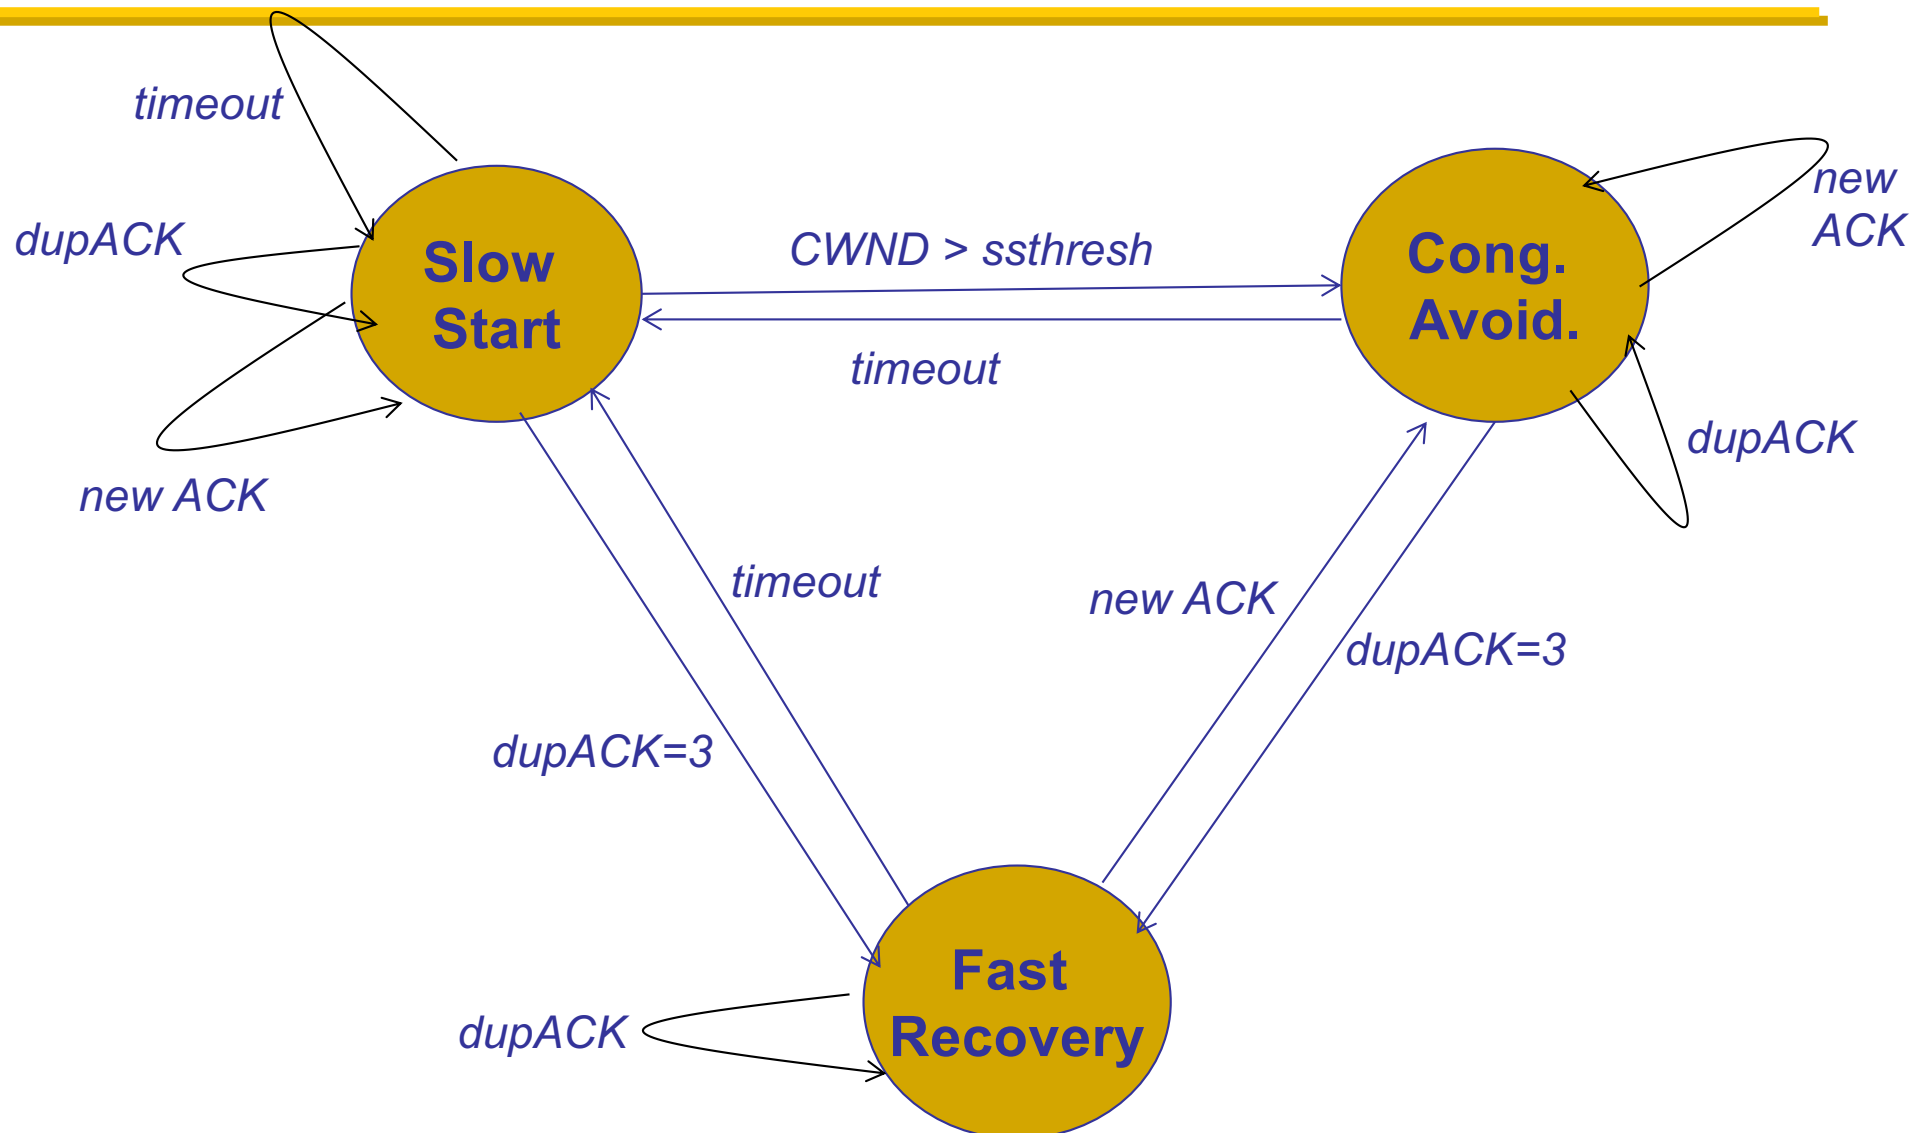 timeout
dupACK
Slow
Start
new ACK
CWND > ssthresh
timeout
Cong.
Avoid.
new
ACK
dupACK
timeout
new ACK
dupACK=3
dupACK=3
Fast
Recovery
dupACK